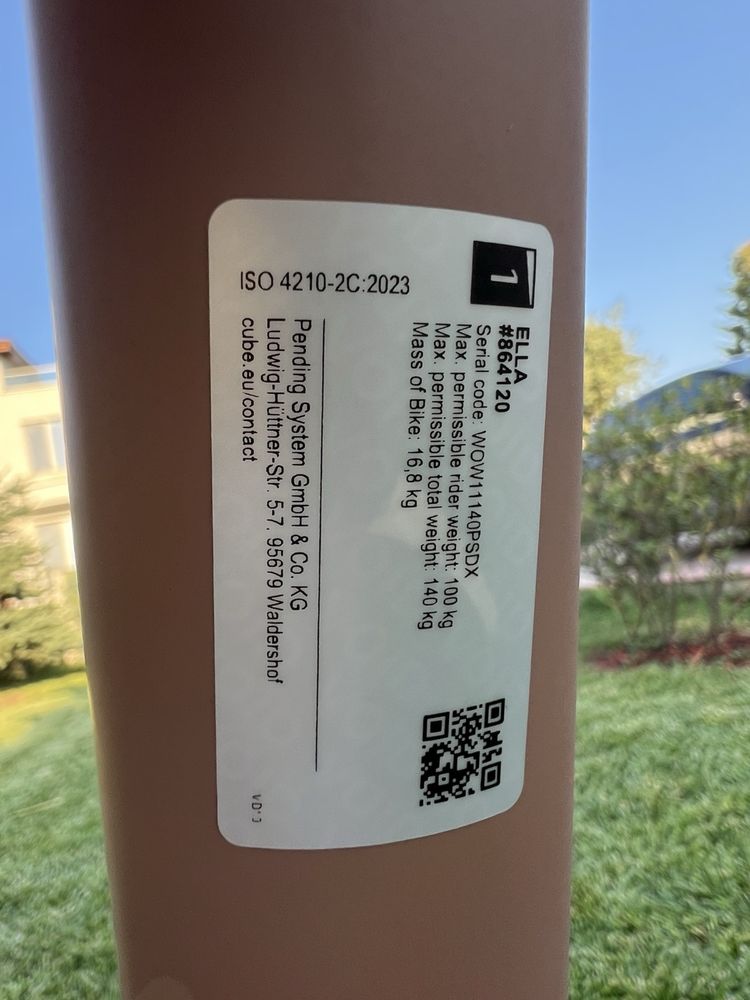 1
ELLA
#864120
Serial code: WOW11140PSDX
Max. permissible rider weight: 100 kg
Max. permissible total weight: 140 kg
Mass of Bike: 16,8 kg
ISO 4210-2C:2023
Pending System GmbH & Co. KG
Ludwig-Hüttner-Str. 5-7, 95679 Waldershof
cube.eu/contact